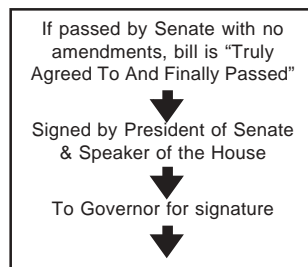 If passed by Senate with no
amendments, bill is “Truly
Agreed To And Finally Passed”
Signed by President of Senate
& Speaker of the House
To Governor for signature